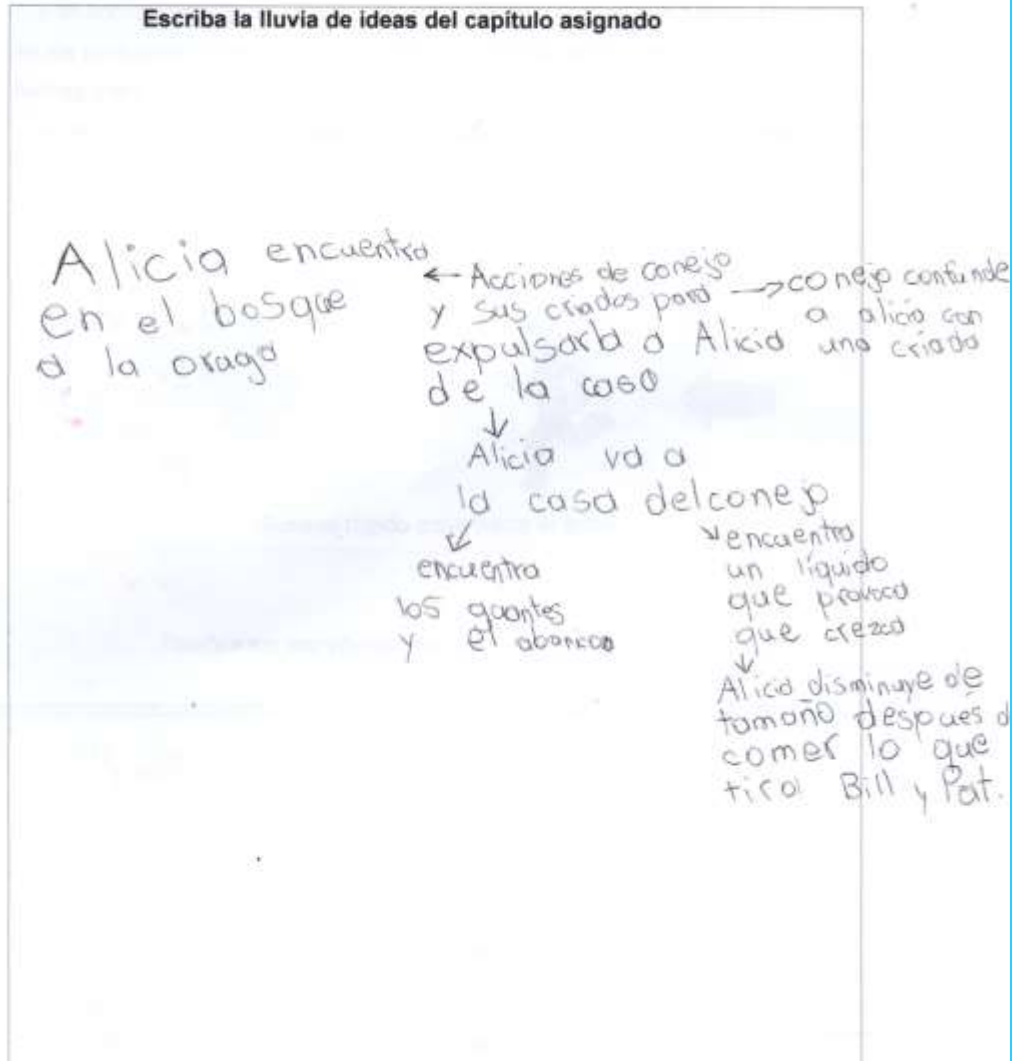 Escriba la lluvia de ideas del capítulo asignado
Alicia encuentra
en el bosque
a la oruga
← Acciones de conejo
y sus criados para
expulsarla a Alicia
de la casa
→ conejo confunde
a alicia con
una criada
↓
Alicia va a
la casa del conejo
encuentra
los guantes
y el abanico
encuentra
un líquido
que provoca
que crezca
Alicia disminuye de
tamaño después d
comer lo que
tiro Bill y Pat.